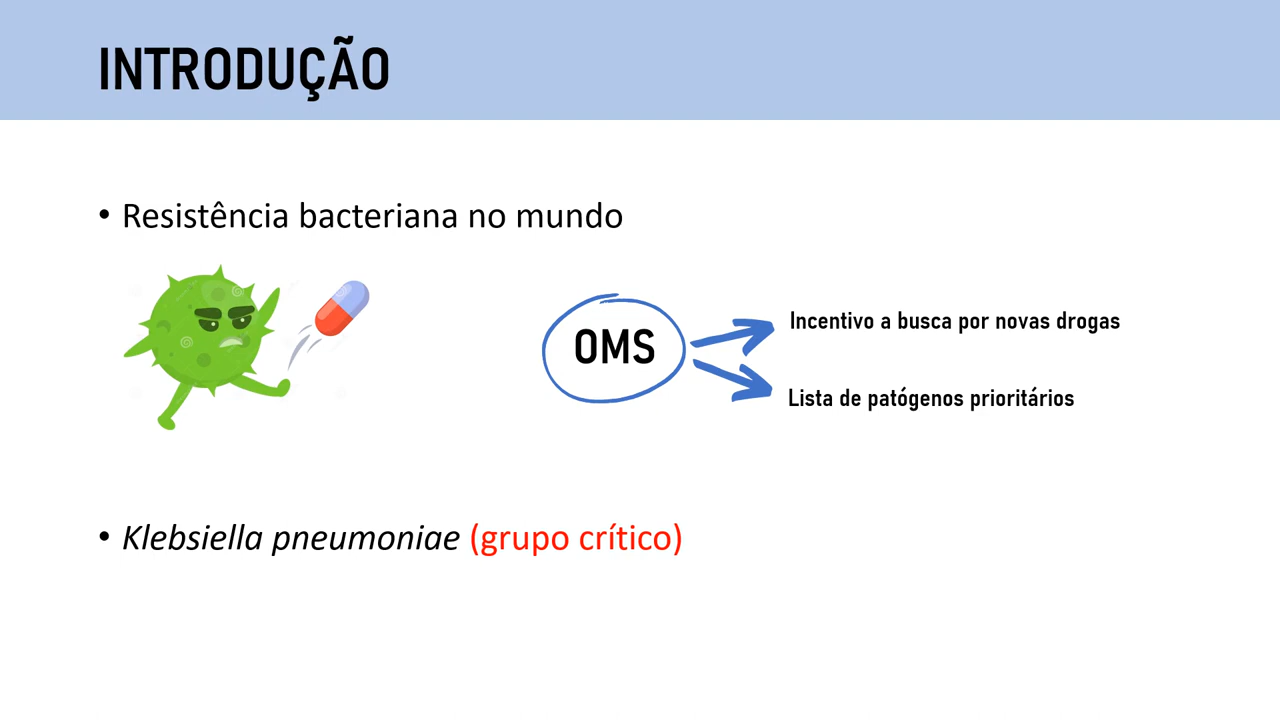 INTRODUÇÃO
• Resistência bacteriana no mundo
OMS
Incentivo a busca por novas drogas
Lista de patógenos prioritários
• Klebsiella pneumoniae (grupo crítico)